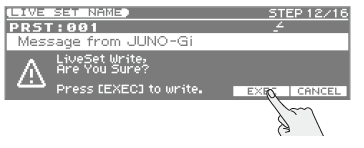 LIVE SET NAME STEP 12/16
PRST:001
Message from JUNO-Gi
LiveSet Write,
Are You Sure?
Press [EXEC] to write.
EXEC CANCEL